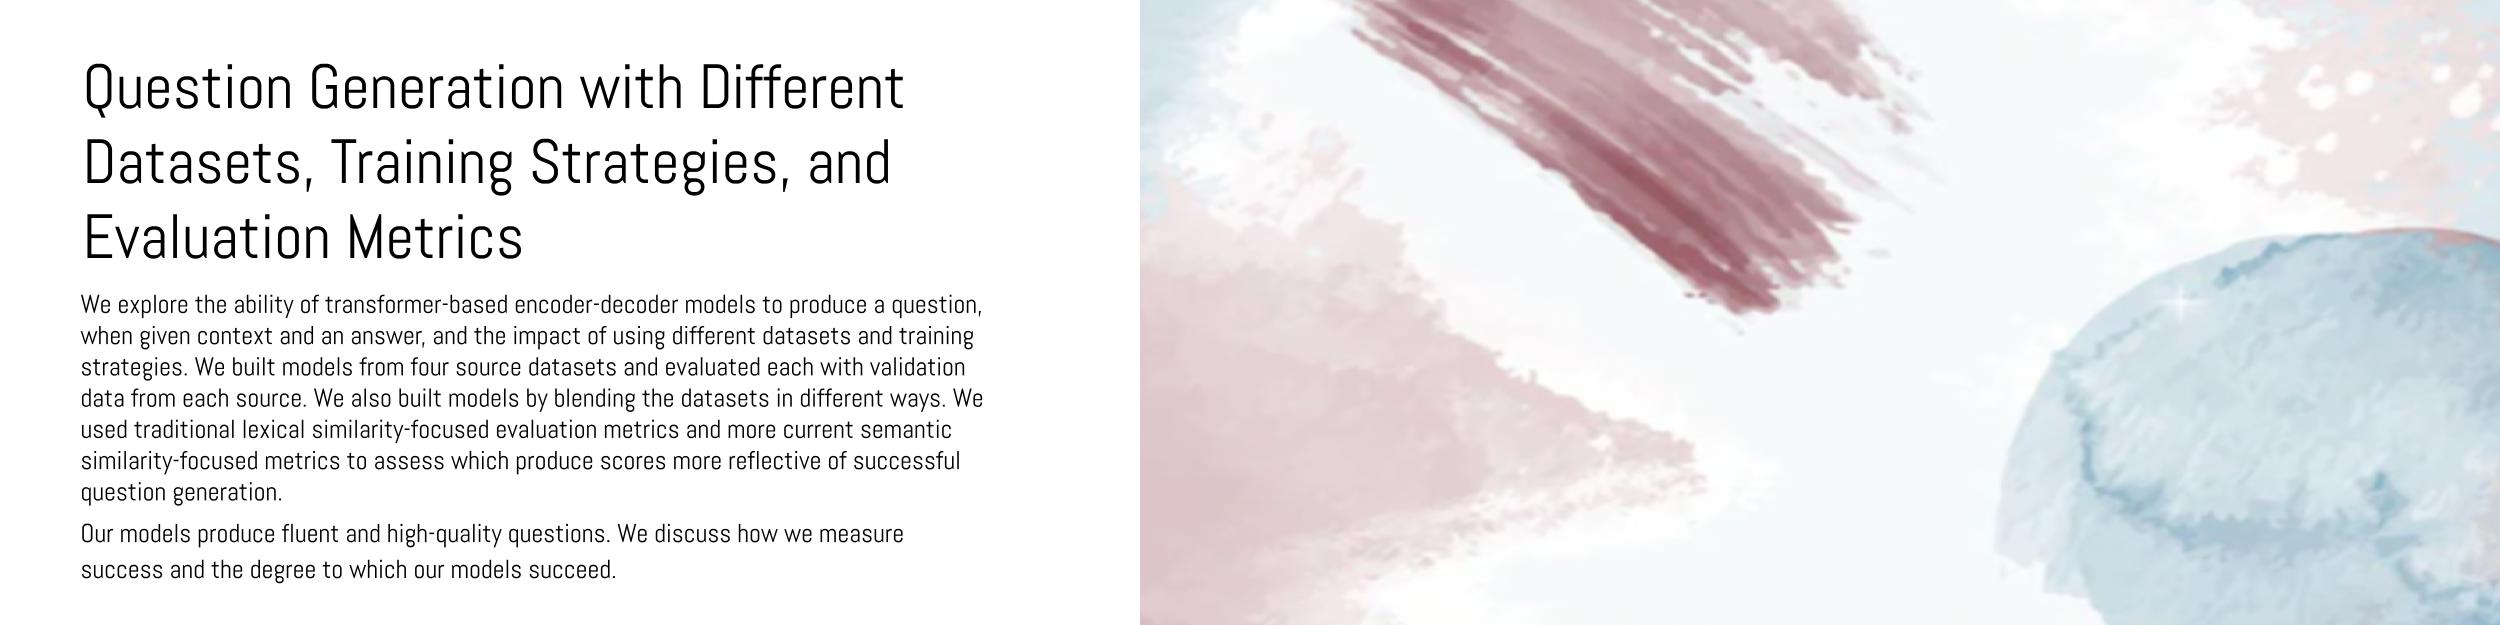 Question Generation with Different
Datasets, Training Strategies, and
Evaluation Metrics
We explore the ability of transformer-based encoder-decoder models to produce a question,
when given context and an answer, and the impact of using different datasets and training
strategies. We built models from four source datasets and evaluated each with validation
data from each source. We also built models by blending the datasets in different ways. We
used traditional lexical similarity-focused evaluation metrics and more current semantic
similarity-focused metrics to assess which produce scores more reflective of successful
question generation.
Our models produce fluent and high-quality questions. We discuss how we measure
success and the degree to which our models succeed.